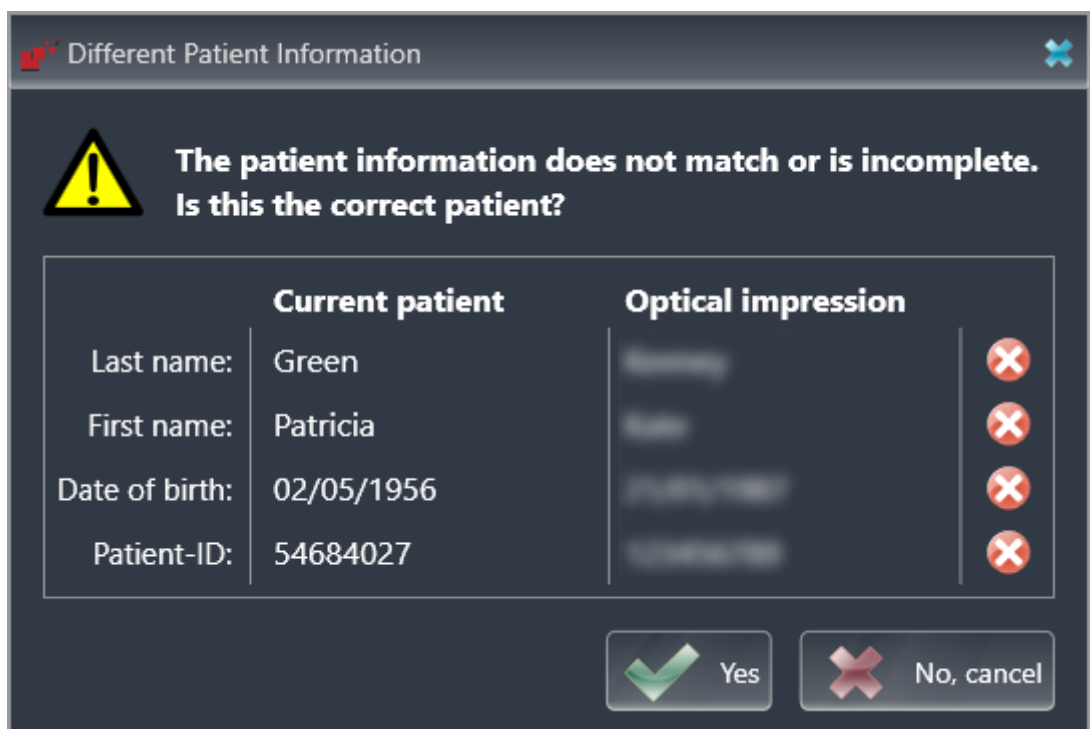 Different Patient Information
The patient information does not match or is incomplete.
Is this the correct patient?
Current patient Optical impression
Last name: Green
First name: Patricia
Date of birth: 02/05/1956
Patient-ID: 54684027
Yes No, cancel